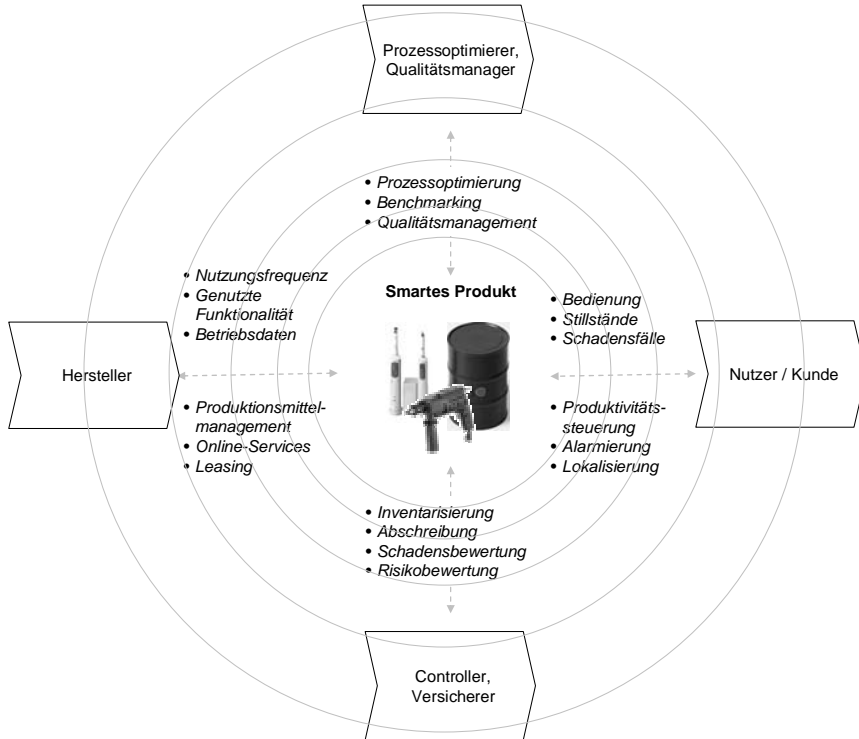 Prozessoptimierer,
Qualitätsmanager
• Prozessoptimierung
• Benchmarking
• Qualitätsmanagement
• Nutzungsfrequenz
• Genutzte
Funktionalität
• Betriebsdaten
Smartes Produkt
• Bedienung
• Stillstände
• Schadensfälle
Hersteller
Nutzer / Kunde
• Produktionsmittel-
management
• Online-Services
• Leasing
• Produktivitäts-
steuerung
• Alarmierung
• Lokalisierung
• Inventarisierung
• Abschreibung
• Schadensbewertung
• Risikobewertung
Controller,
Versicherer